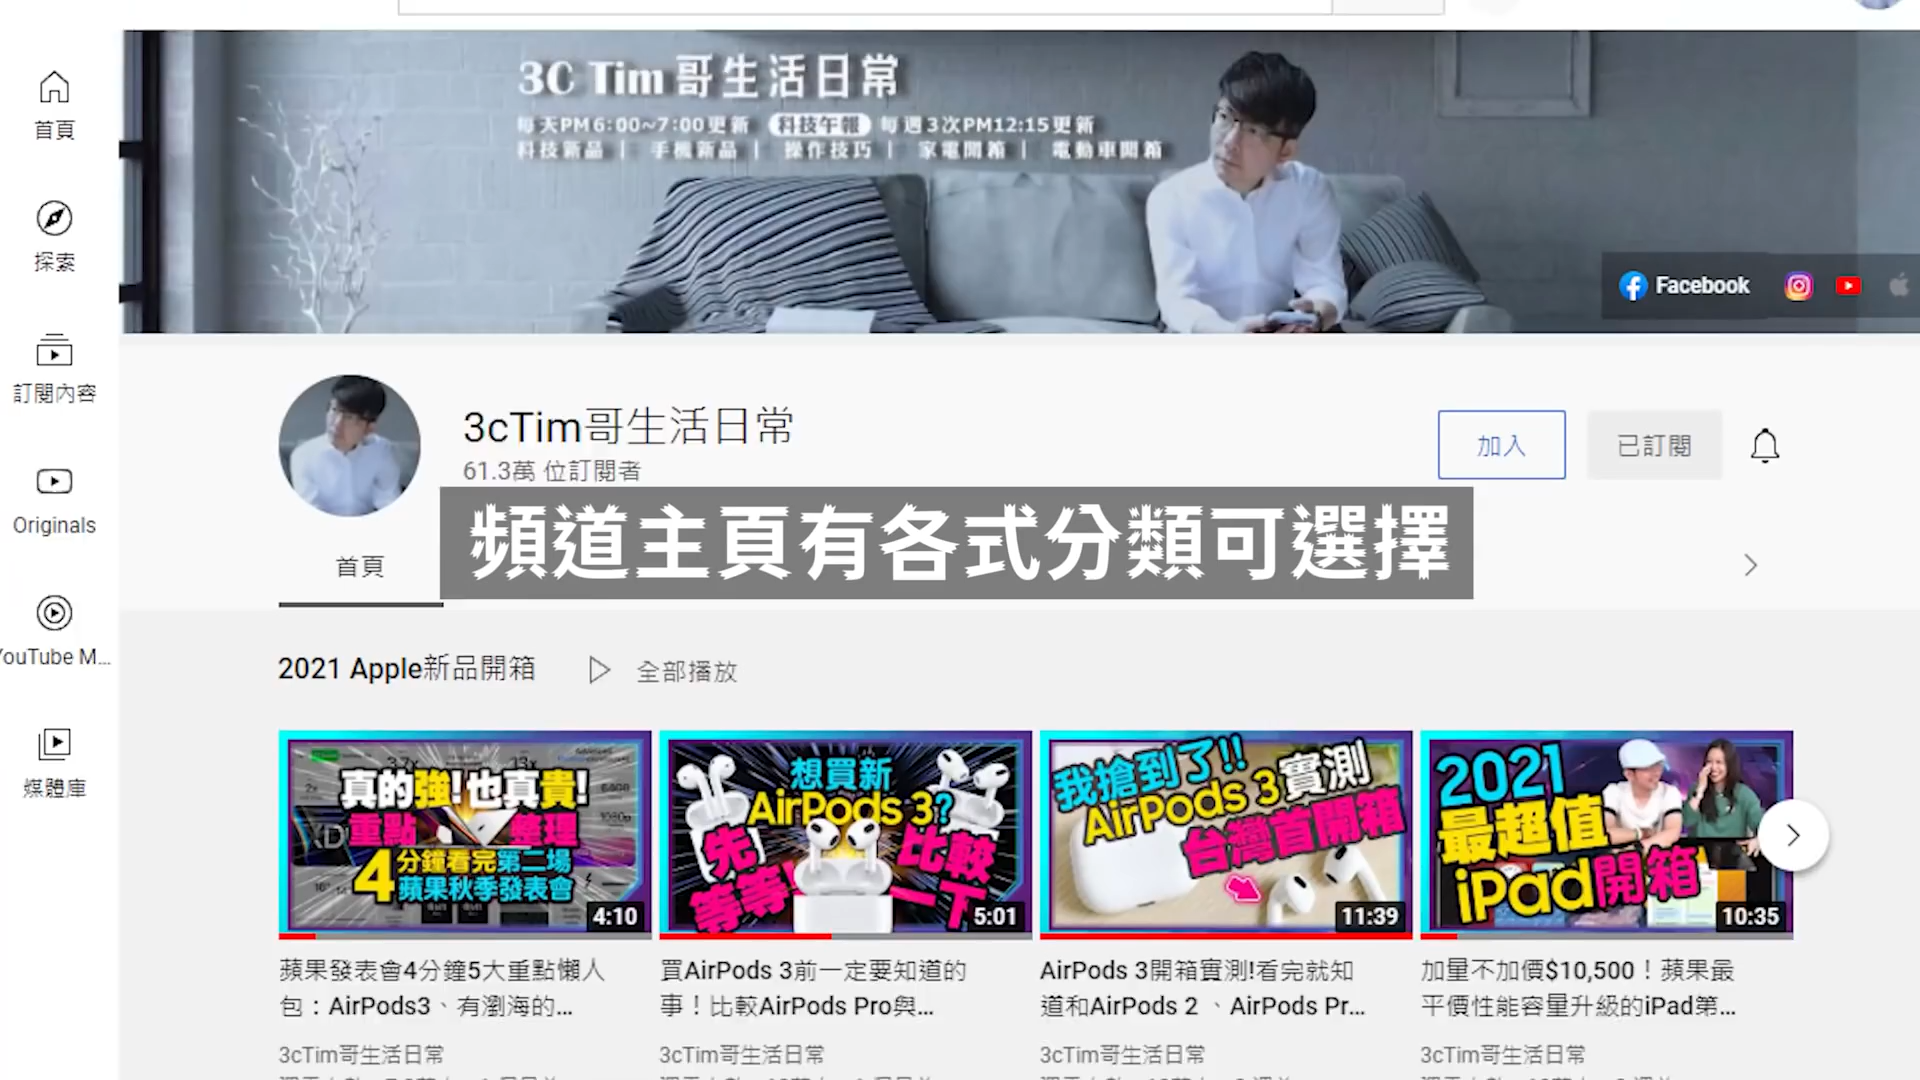 3C Tim哥生活日常
每天PM6:00~7:00更新 科技午報 每週3次PM12:15更新
科技新品 | 手機新品 | 操作技巧 | 家電開箱 | 電動車開箱
Facebook
首頁
探索
訂閱內容
Originals
YouTube M...
媒體庫
3cTim哥生活日常
61.3萬 位訂閱者
加入
已訂閱
頻道主頁有各式分類可選擇
首頁
2021 Apple新品開箱
全部播放
真的強!也真貴!
重點 整理
4分鐘看完第二場
蘋果秋季發表會
4:10
想買新
AirPods 3?
先 比較
等等! 一下
5:01
我搶到了!!
AirPods 3實測
台灣首開箱
11:39
2021
最超值
iPad開箱
10:35
蘋果發表會4分鐘5大重點懶人
包：AirPods3、有瀏海的...
3cTim哥生活日常
買AirPods 3前一定要知道的
事！比較AirPods Pro與...
3cTim哥生活日常
AirPods 3開箱實測!看完就知
道和AirPods 2 、AirPods Pr...
3cTim哥生活日常
加量不加價$10,500！蘋果最
平價性能容量升級的iPad第...
3cTim哥生活日常